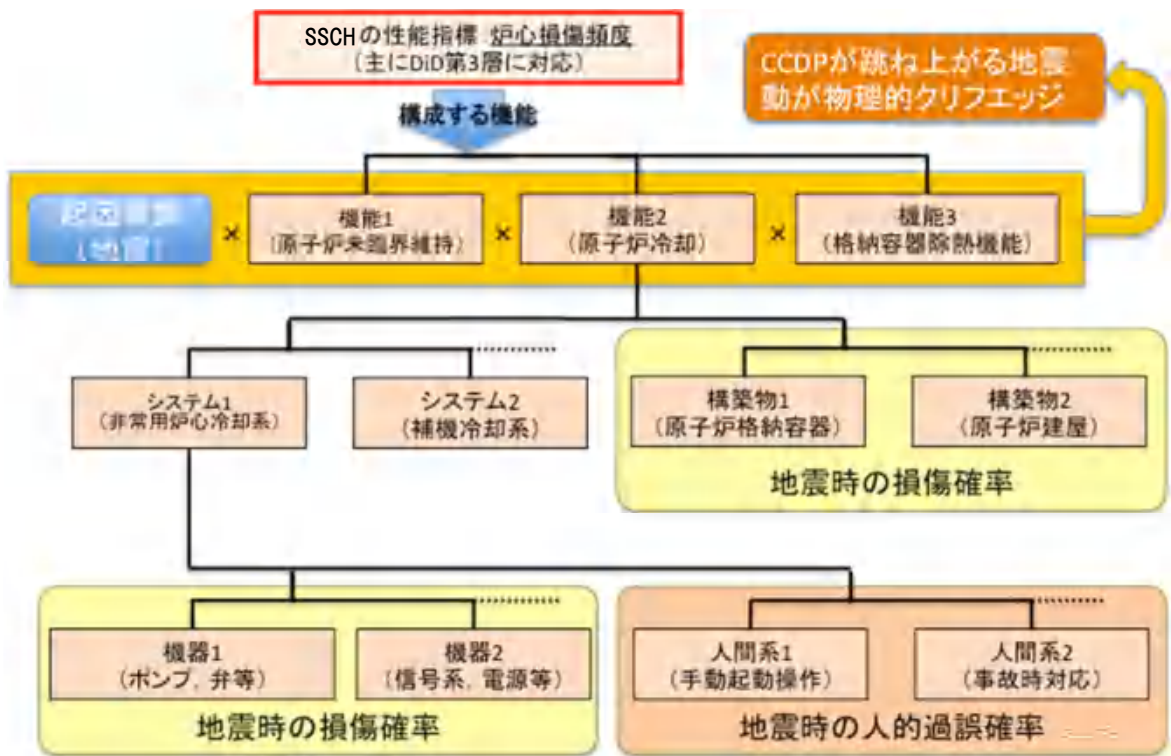 SSCHの性能指標 炉心損傷頻度
(主にDiD第3層に対応)
CCDPが跳ね上がる地震
動が物理的クリフエッジ
構成する機能
起因事象
(地震)
×
機能1
(原子炉未臨界維持)
×
機能2
(原子炉冷却)
×
機能3
(格納容器除熱機能)
システム1
(非常用炉心冷却系)
システム2
(補機冷却系)
構築物1
(原子炉格納容器)
構築物2
(原子炉建屋)
地震時の損傷確率
機器1
(ポンプ, 弁等)
機器2
(信号系, 電源等)
地震時の損傷確率
人間系1
(手動起動操作)
人間系2
(事故時対応)
地震時の人的過誤確率